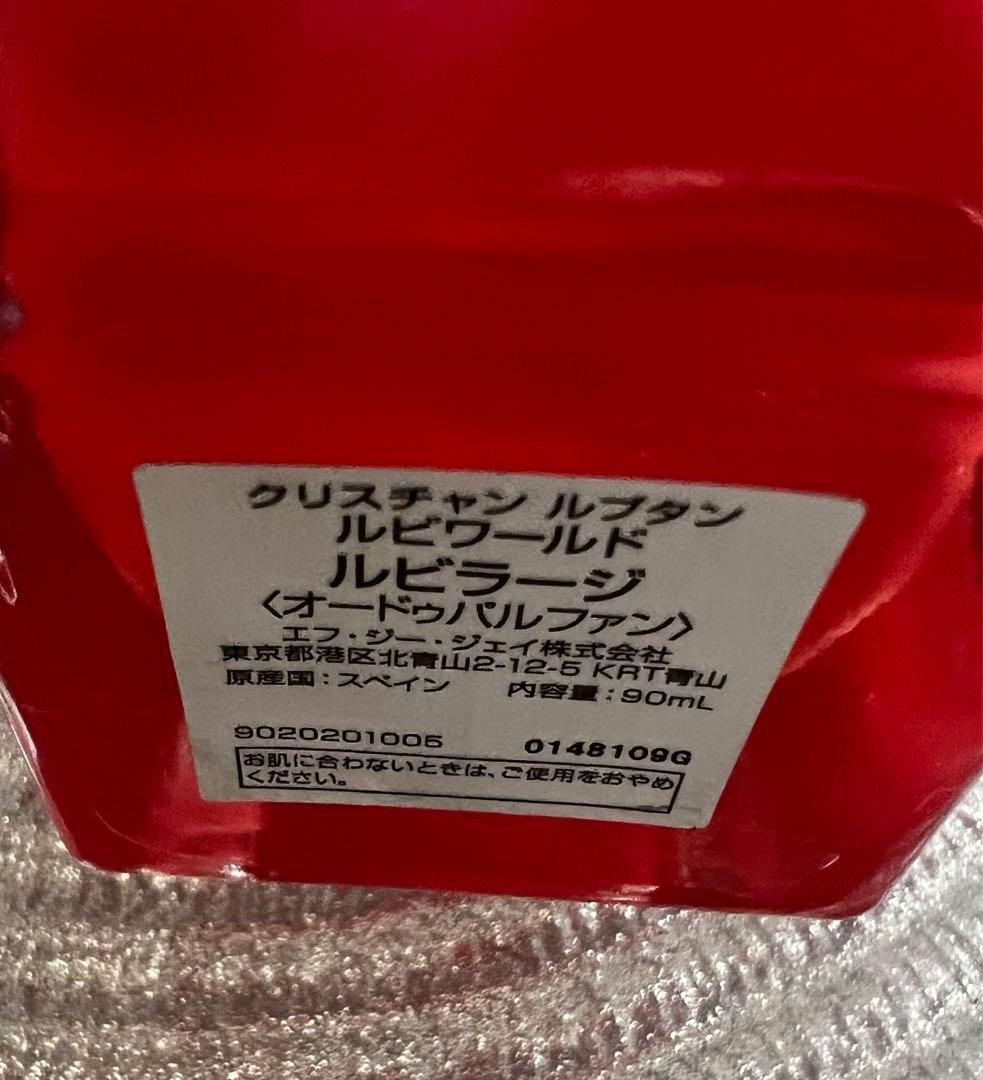 クリスチャン ルブタン
ルビワールド
ルビラージ
〈オードゥパルファン〉
エフ・ジー・ジェイ株式会社
東京都港区北青山2-12-5 KRT青山
原産国：スペイン 内容量：90mL
9020201005 0148109G
お肌に合わないときは、ご使用をおやめ
ください。